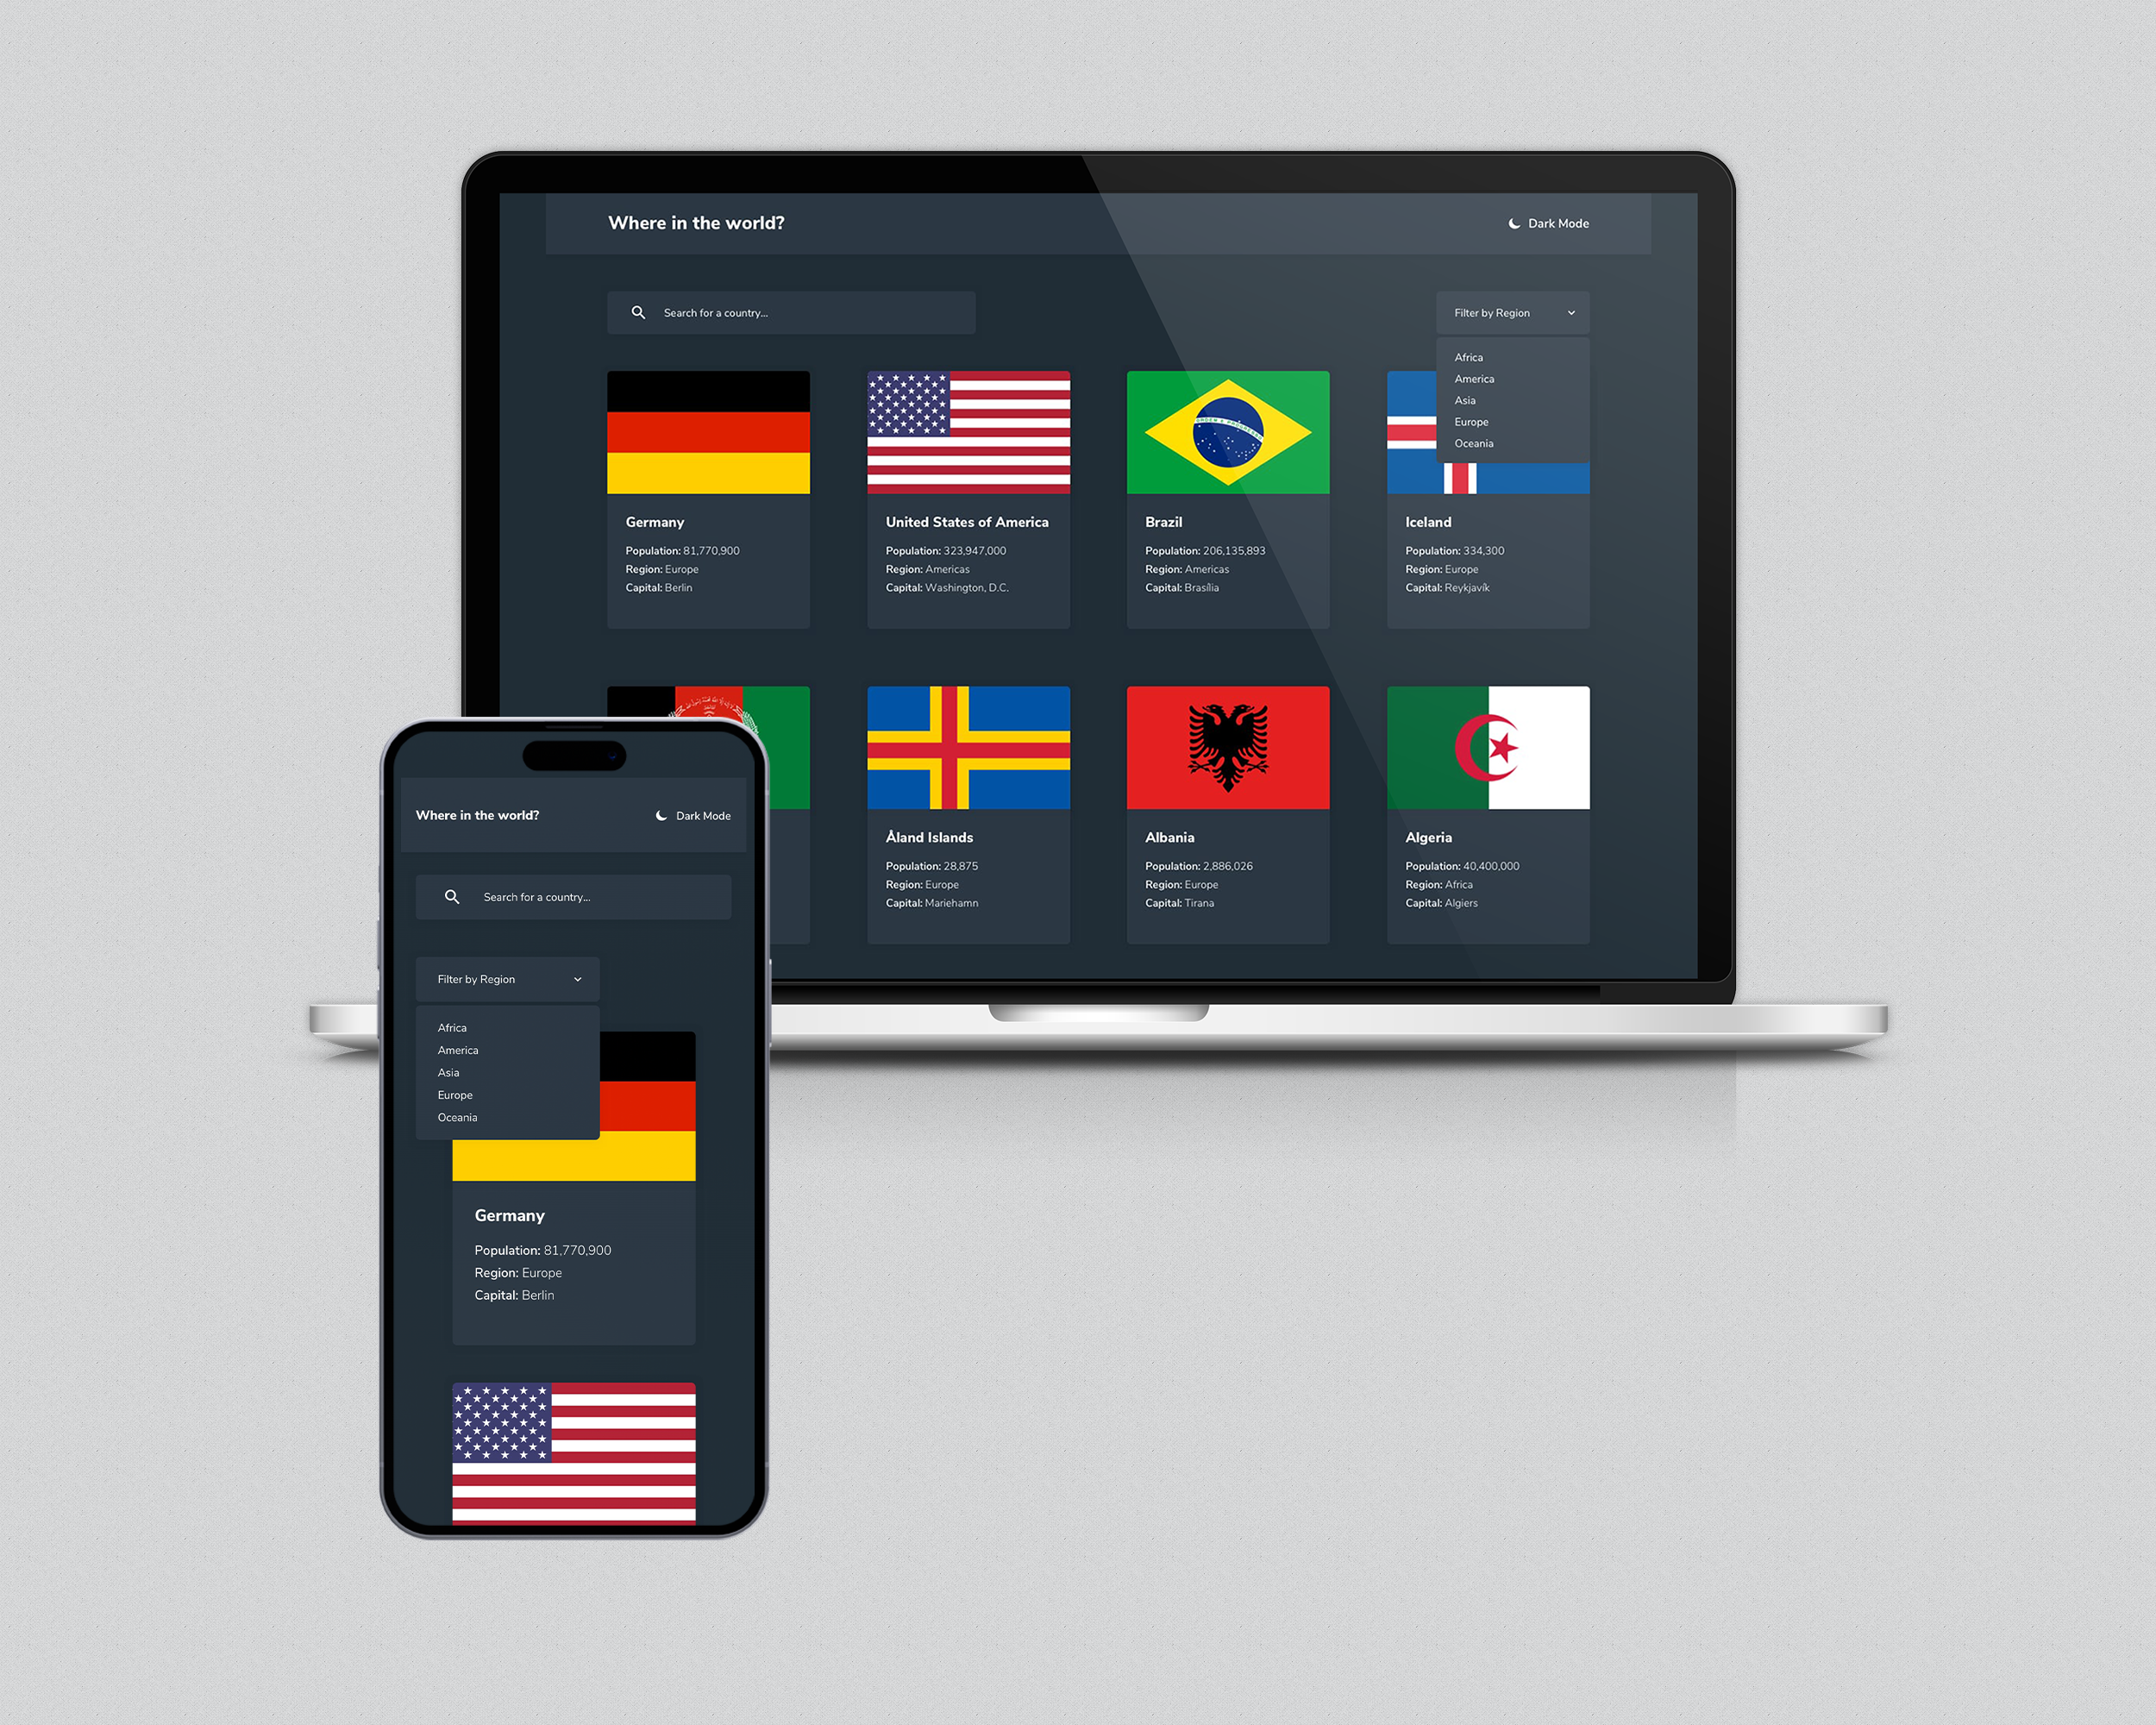 Where in the world?
Dark Mode
Search for a country...
Filter by Region
Africa
America
Asia
Europe
Oceania
Germany
Population: 81,770,900
Region: Europe
Capital: Berlin
United States of America
Population: 323,947,000
Region: Americas
Capital: Washington, D.C.
Brazil
Population: 206,135,893
Region: Americas
Capital: Brasília
Iceland
Population: 334,300
Region: Europe
Capital: Reykjavík
Åland Islands
Population: 28,875
Region: Europe
Capital: Mariehamn
Albania
Population: 2,886,026
Region: Europe
Capital: Tirana
Algeria
Population: 40,400,000
Region: Africa
Capital: Algiers
Where in the world?
Dark Mode
Search for a country...
Filter by Region
Africa
America
Asia
Europe
Oceania
Germany
Population: 81,770,900
Region: Europe
Capital: Berlin